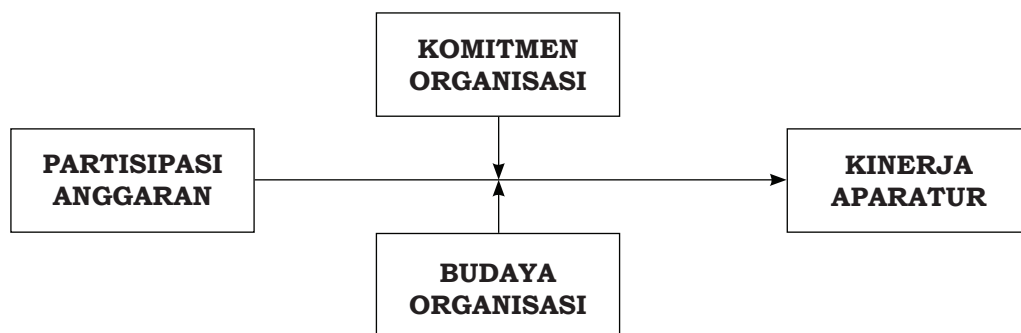 KOMITMEN
ORGANISASI
PARTISIPASI
ANGGARAN
KINERJA
APARATUR
BUDAYA
ORGANISASI